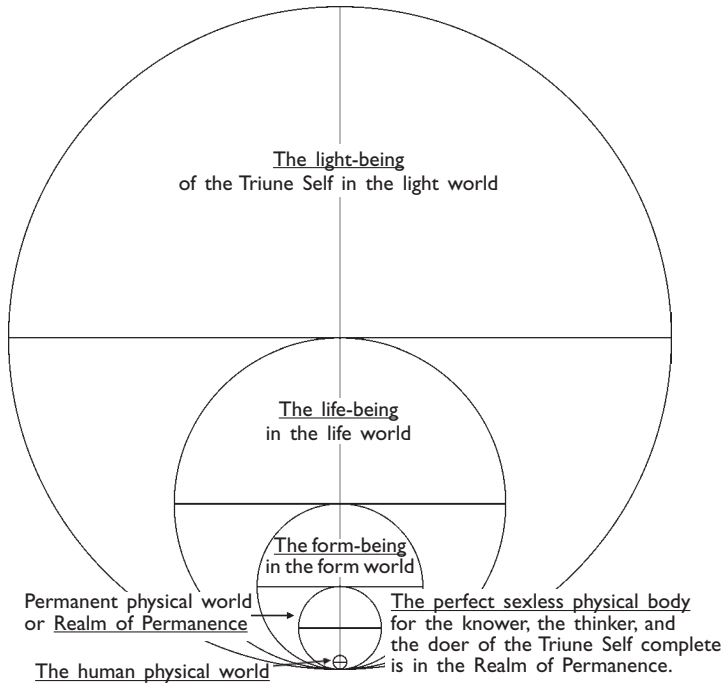 The light-being
of the Triune Self in the light world
The life-being
in the life world
The form-being
in the form world
Permanent physical world
or Realm of Permanence
The perfect sexless physical body
for the knower, the thinker, and
the doer of the Triune Self complete
is in the Realm of Permanence.
The human physical world